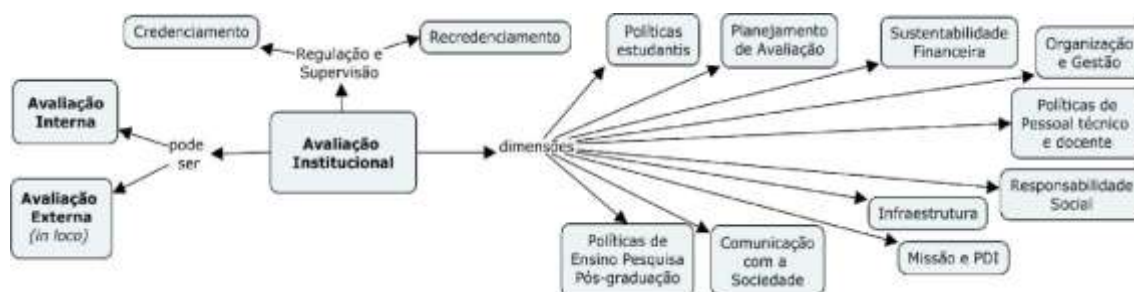 Credenciamento
Regulação e
Supervisão
Recredenciamento
Avaliação
Interna
pode
ser
Avaliação
Externa
(in loco)
Avaliação
Institucional
dimensões
Políticas
estudantis
Planejamento
de Avaliação
Sustentabilidade
Financeira
Organização
e Gestão
Políticas de
Pessoal técnico
e docente
Responsabilidade
Social
Infraestrutura
Missão e PDI
Comunicação
com a
Sociedade
Políticas de
Ensino Pesquisa
Pós-graduação